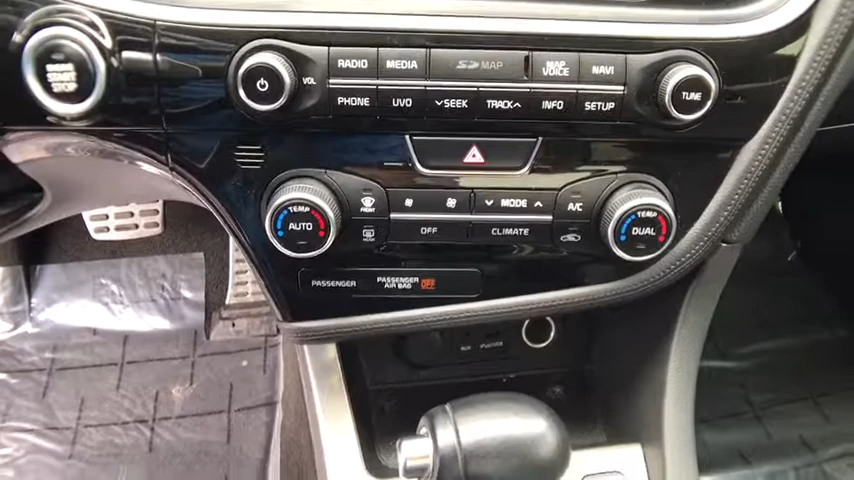 ENGINE
START
STOP
VOL
RADIO
MEDIA
SD MAP
MAP VOICE
NAVI
PHONE
UVO
SEEK
TRACK
INFO
SETUP
TUNE
TEMP
AUTO
FRONT
REAR
OFF
MODE
CLIMATE
A/C
TEMP
DUAL
PASSENGER
PASSENGER
AIR BAG OFF